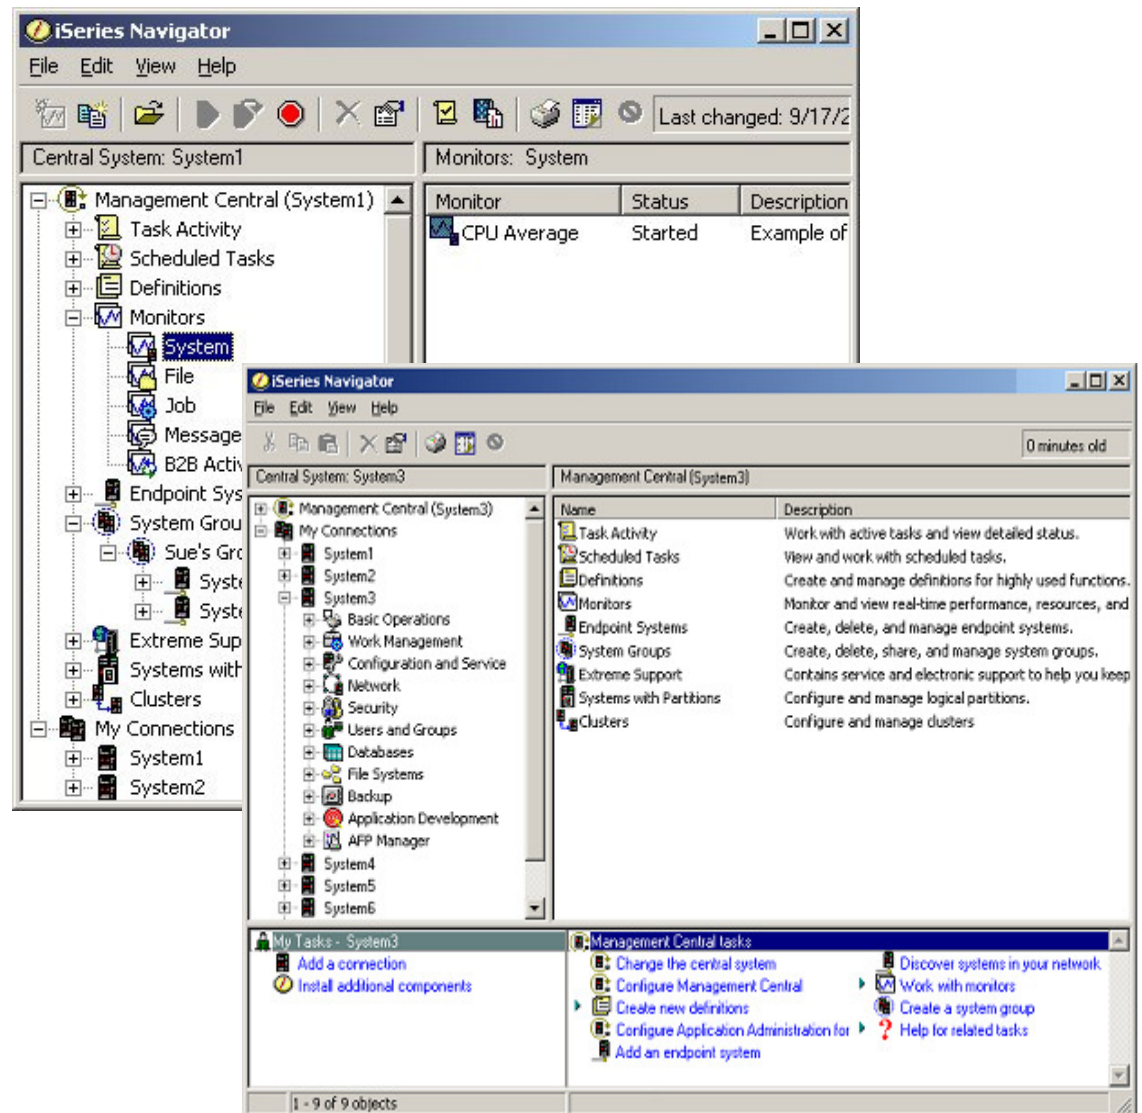 iSeries Navigator
File Edit View Help
Last changed: 9/17/2
Central System: System1
Monitors: System
Monitor Status Description
CPU Average Started Example of
Management Central (System1)
Task Activity
Scheduled Tasks
Definitions
Monitors
System
File
Job
Message
B2B Activ
Endpoint Sys
System Grou
Sue's Gro
Syste
Syste
Extreme Sup
Systems with
Clusters
My Connections
System1
System2
iSeries Navigator
File Edit View Help
0 minutes old
Central System: System3
Management Central (System3)
Management Central (System3)
My Connections
System1
System2
System3
Basic Operations
Work Management
Configuration and Service
Network
Security
Users and Groups
Databases
File Systems
Backup
Application Development
AFP Manager
System4
System5
System6
Name Description
Task Activity Work with active tasks and view detailed status.
Scheduled Tasks View and work with scheduled tasks.
Definitions Create and manage definitions for highly used functions.
Monitors Monitor and view real-time performance, resources, and
Endpoint Systems Create, delete, and manage endpoint systems.
System Groups Create, delete, share, and manage system groups.
Extreme Support Contains service and electronic support to help you keep
Systems with Partitions Configure and manage logical partitions.
Clusters Configure and manage clusters
My Tasks - System3
Add a connection
Install additional components
Management Central tasks
Change the central system Discover systems in your network
Configure Management Central Work with monitors
Create new definitions Create a system group
Configure Application Administration for ? Help for related tasks
Add an endpoint system
1 - 9 of 9 objects